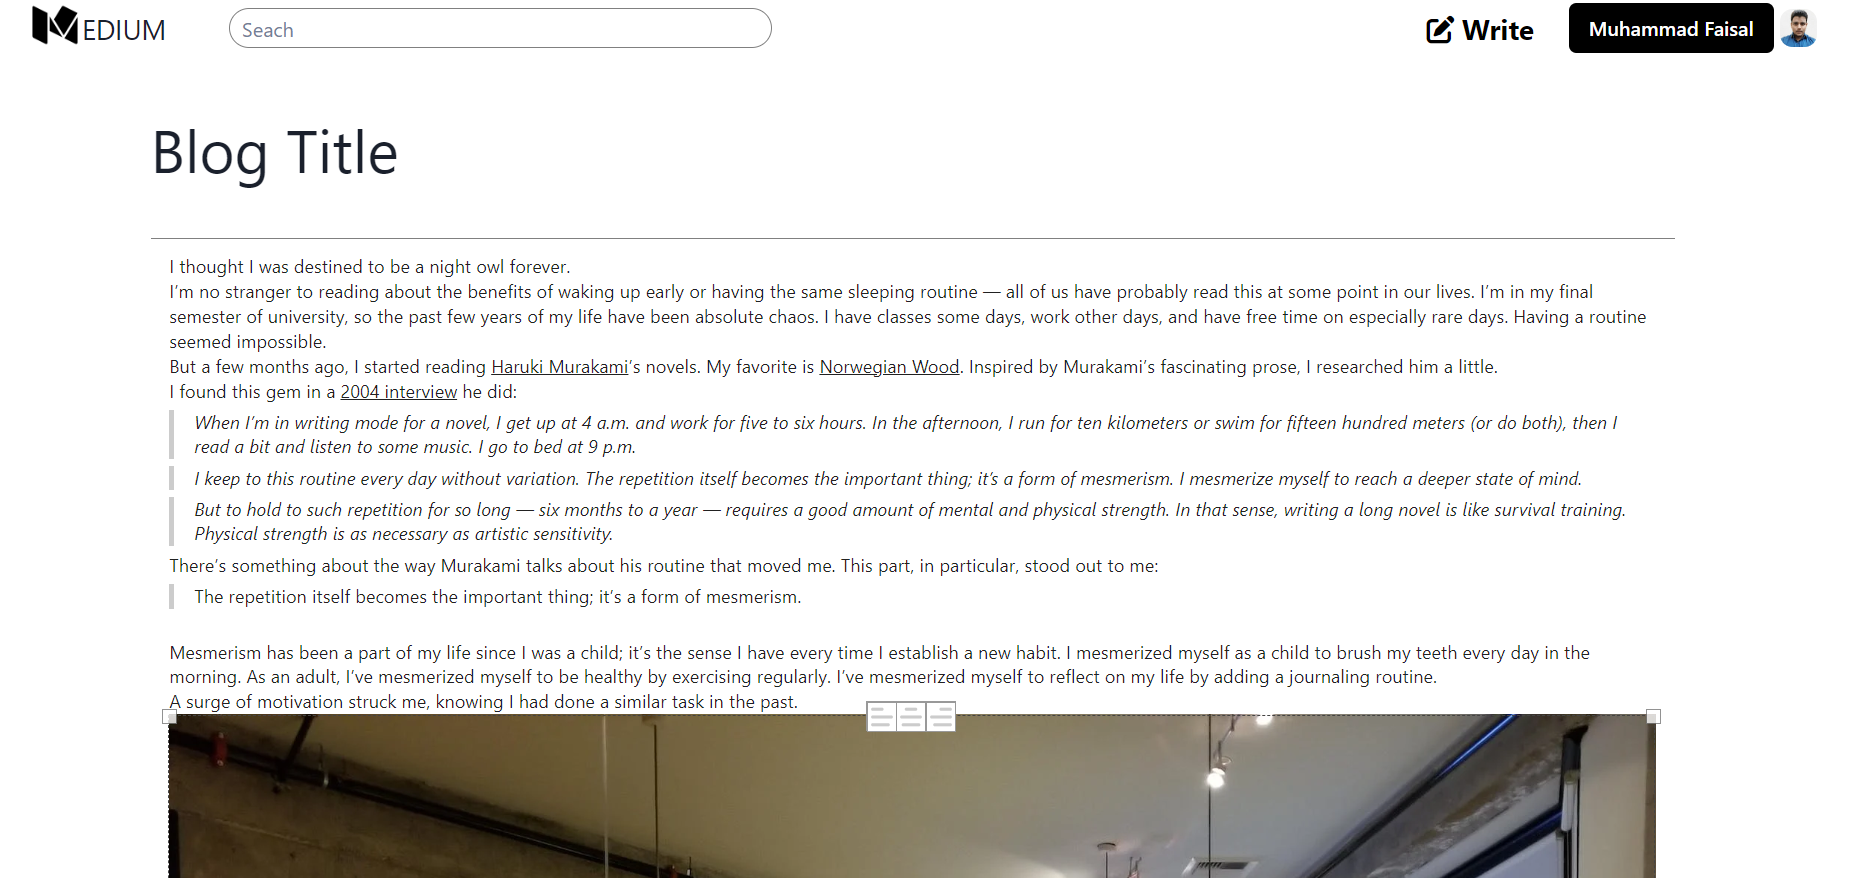 MEDIUM
Seach
Write
Muhammad Faisal
Blog Title
I thought I was destined to be a night owl forever.
I’m no stranger to reading about the benefits of waking up early or having the same sleeping routine — all of us have probably read this at some point in our lives. I’m in my final
semester of university, so the past few years of my life have been absolute chaos. I have classes some days, work other days, and have free time on especially rare days. Having a routine
seemed impossible.
But a few months ago, I started reading Haruki Murakami’s novels. My favorite is Norwegian Wood. Inspired by Murakami’s fascinating prose, I researched him a little.
I found this gem in a 2004 interview he did:
When I’m in writing mode for a novel, I get up at 4 a.m. and work for five to six hours. In the afternoon, I run for ten kilometers or swim for fifteen hundred meters (or do both), then I
read a bit and listen to some music. I go to bed at 9 p.m.
I keep to this routine every day without variation. The repetition itself becomes the important thing; it’s a form of mesmerism. I mesmerize myself to reach a deeper state of mind.
But to hold to such repetition for so long — six months to a year — requires a good amount of mental and physical strength. In that sense, writing a long novel is like survival training.
Physical strength is as necessary as artistic sensitivity.
There’s something about the way Murakami talks about his routine that moved me. This part, in particular, stood out to me:
The repetition itself becomes the important thing; it’s a form of mesmerism.
Mesmerism has been a part of my life since I was a child; it’s the sense I have every time I establish a new habit. I mesmerized myself as a child to brush my teeth every day in the
morning. As an adult, I’ve mesmerized myself to be healthy by exercising regularly. I’ve mesmerized myself to reflect on my life by adding a journaling routine.
A surge of motivation struck me, knowing I had done a similar task in the past.